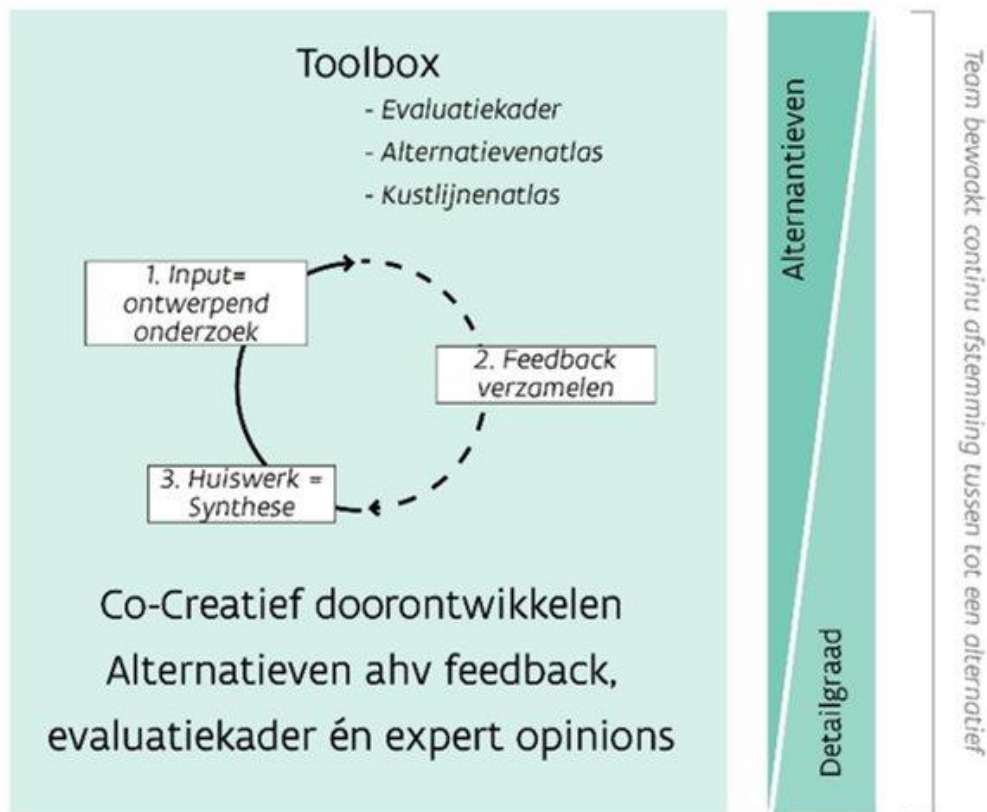 Toolbox
- Evaluatiekader
- Alternatievenatlas
- Kustlijnenatlas
1. Input=
ontwerpend
onderzoek
2. Feedback
verzamelen
3. Huiswerk =
Synthese
Co-Creatief doorontwikkelen
Alternatieven ahv feedback,
evaluatiekader én expert opinions
Alternantieven
Detailgraad
Team bewaakt continu afstemming tussen tot een alternatief